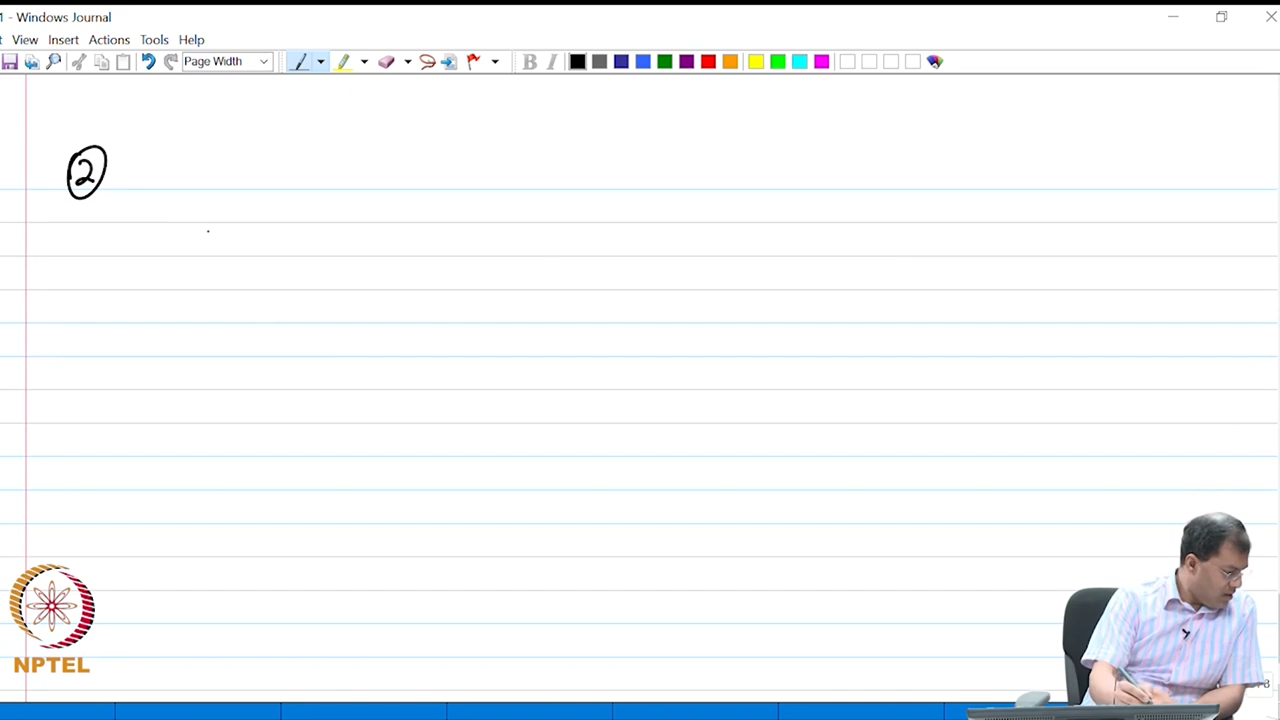 1 - Windows Journal
t View Insert Actions Tools Help
Page Width B I
②
NPTEL